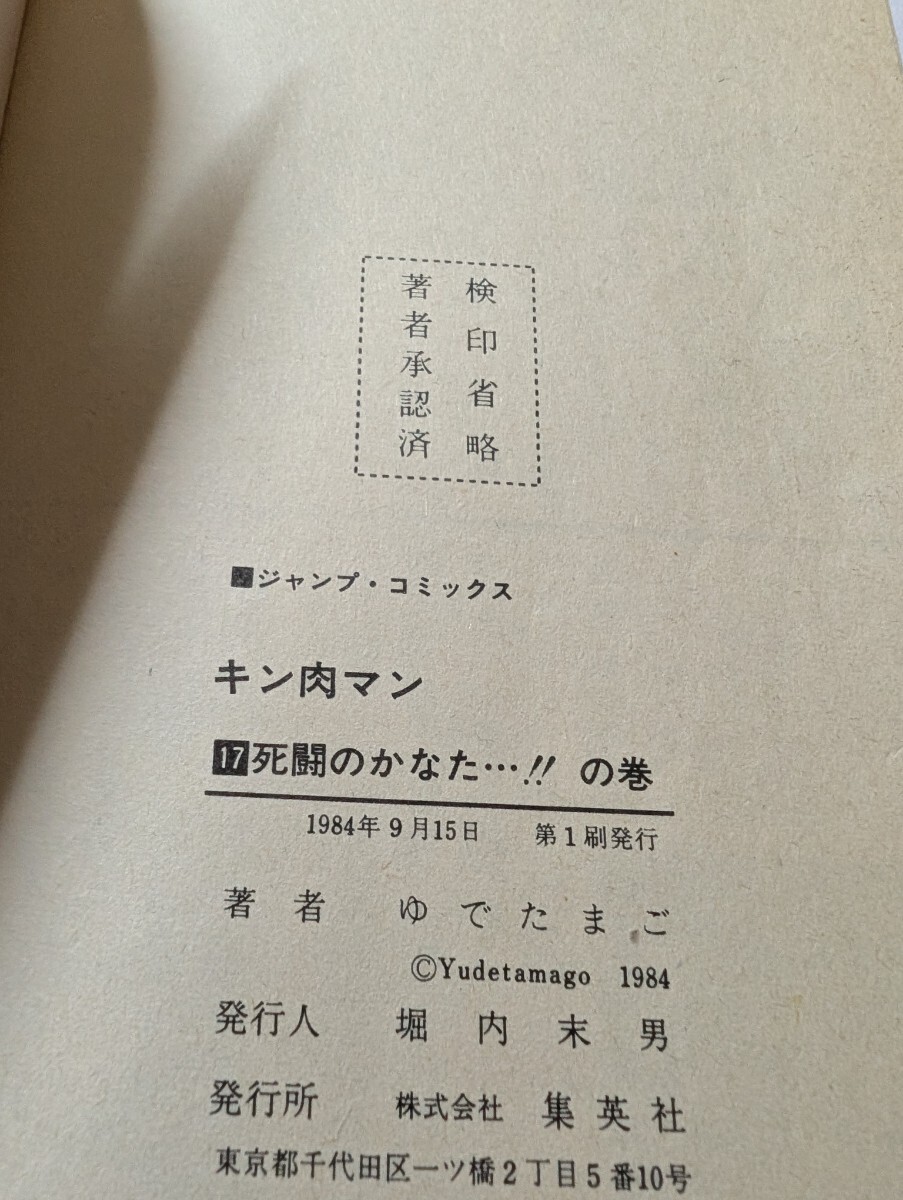 検印省略
著者承認済
ジャンプ・コミックス
キン肉マン
17死闘のかなた…!! の巻
1984年9月15日 第1刷発行
著者 ゆでたまご
©Yudetamago 1984
発行人 堀内末男
発行所 株式会社 集英社
東京都千代田区一ツ橋2丁目5番10号